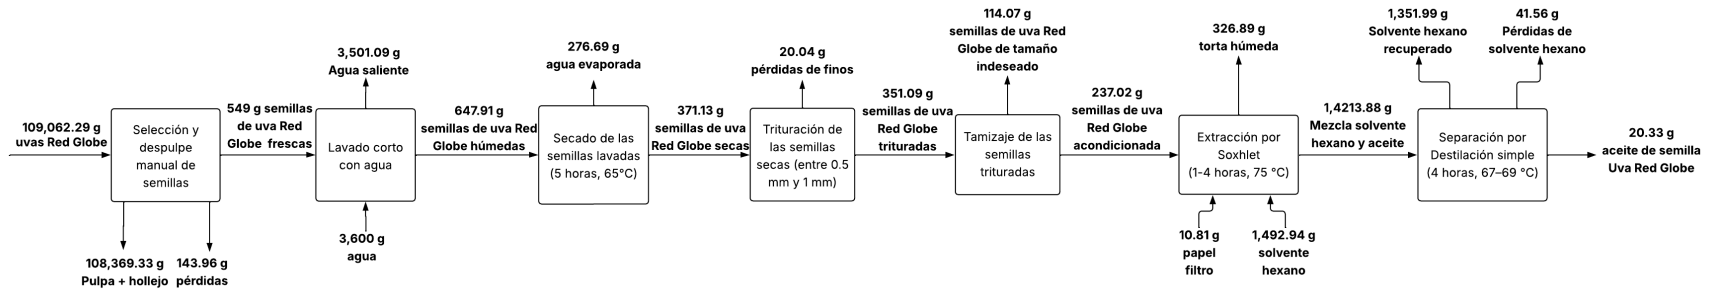 109,062.29 g
uvas Red Globe
Selección y
despulpe
manual de
semillas
108,369.33 g
Pulpa + hollejo
143.96 g
pérdidas
549 g semillas
de uva Red
Globe frescas
3,501.09 g
Agua saliente
Lavado corto
con agua
3,600 g
agua
647.91 g
semillas de uva Red
Globe húmedas
276.69 g
agua evaporada
Secado de las
semillas lavadas
(5 horas, 65°C)
371.13 g
semillas de uva
Red Globe secas
20.04 g
pérdidas de finos
Trituración de
las semillas
secas (entre 0.5
mm y 1 mm)
351.09 g
semillas de uva
Red Globe
trituradas
114.07 g
semillas de uva Red
Globe de tamaño
indeseado
Tamizaje de las
semillas
trituradas
237.02 g
semillas de uva
Red Globe
acondicionada
326.89 g
torta húmeda
Extracción por
Soxhlet
(1-4 horas, 75 °C)
10.81 g
papel
filtro
1,492.94 g
solvente
hexano
1,4213.88 g
Mezcla solvente
hexano y aceite
1,351.99 g
Solvente hexano
recuperado
41.56 g
Pérdidas de
solvente hexano
Separación por
Destilación simple
(4 horas, 67–69 °C)
20.33 g
aceite de semilla
Uva Red Globe